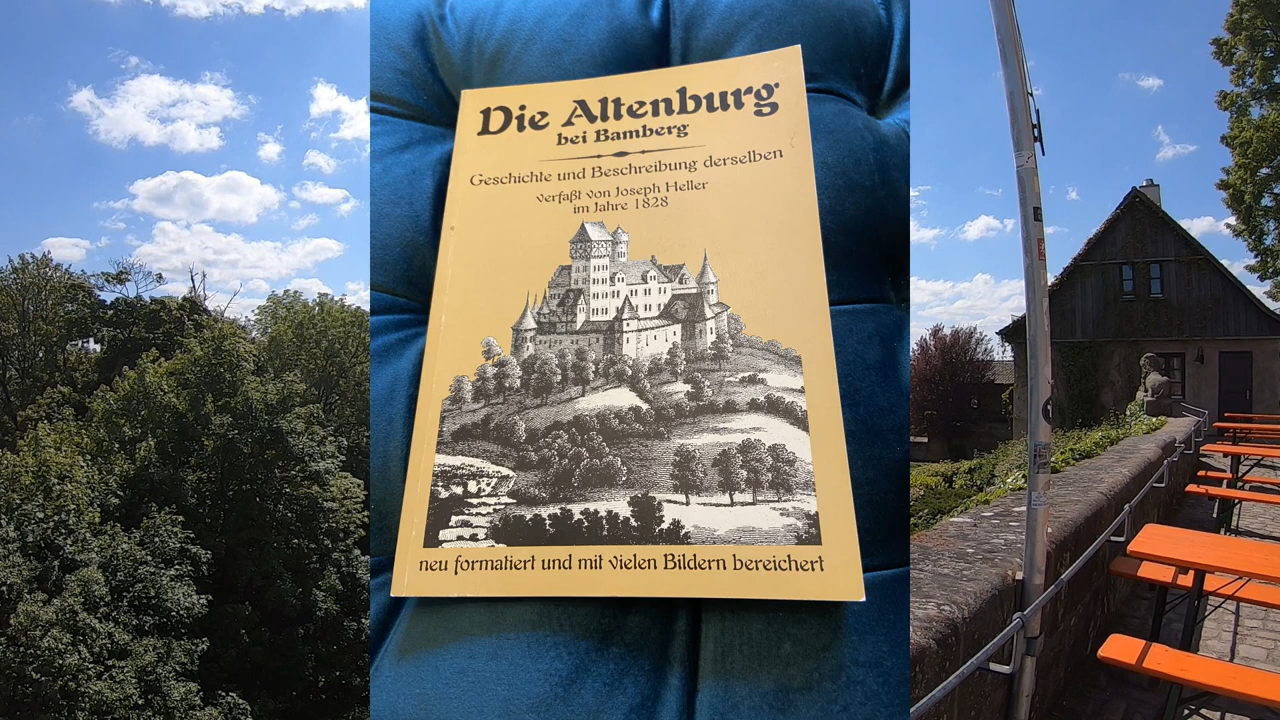 Die Altenburg
bei Bamberg
Geschichte und Beschreibung derselben
verfaßt von Joseph Heller
im Jahre 1828
neu formatiert und mit vielen Bildern bereichert